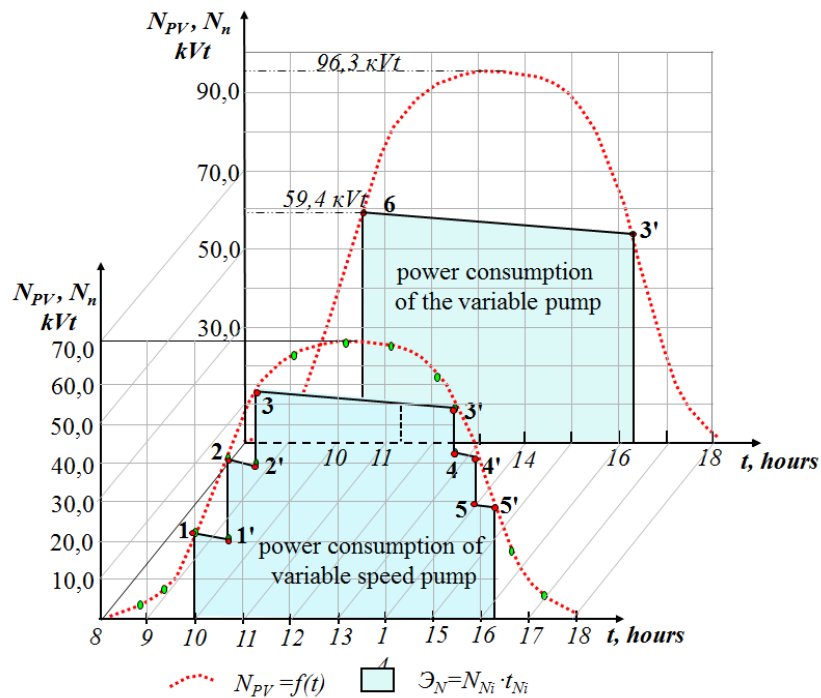 N_PV, N_n
kVt
96,3 кVt
90,0
70,0
59,4 кVt
6
3'
50,0
power consumption
of the variable pump
30,0
10
11
14
16
18
t, hours
N_PV, N_n
kVt
70,0
60,0
50,0
40,0
30,0
20,0
10,0
3
3'
2
2'
4
4'
5
5'
1
1'
power consumption of
variable speed pump
8
9
10
11
12
13
1
4
15
16
17
18
t, hours
N_PV =f(t)
Э_N=N_Ni·t_Ni